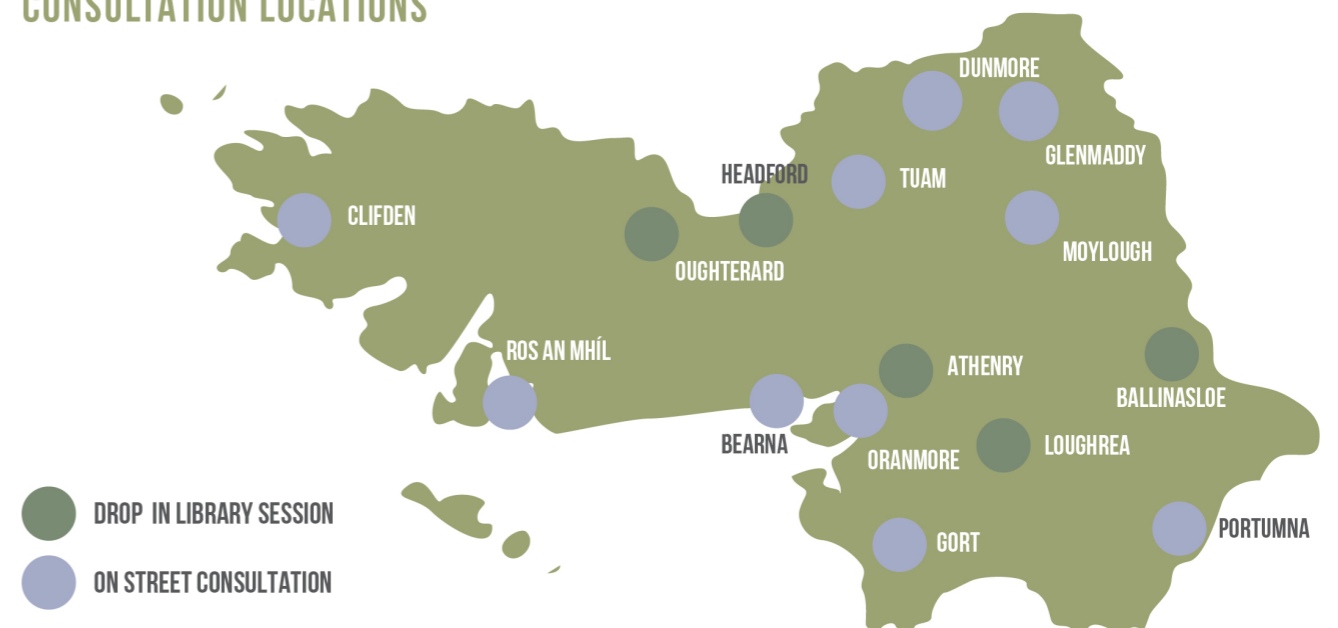 CONSULTATION LOCATIONS
DUNMORE
GLENMADDY
HEADFORD
TUAM
CLIFDEN
MOYLOUGH
OUGHTERARD
ROS AN MHÍL
ATHENRY
BALLINASLOE
BEARNA
ORANMORE
LOUGHREA
DROP IN LIBRARY SESSION
PORTUMNA
GORT
ON STREET CONSULTATION